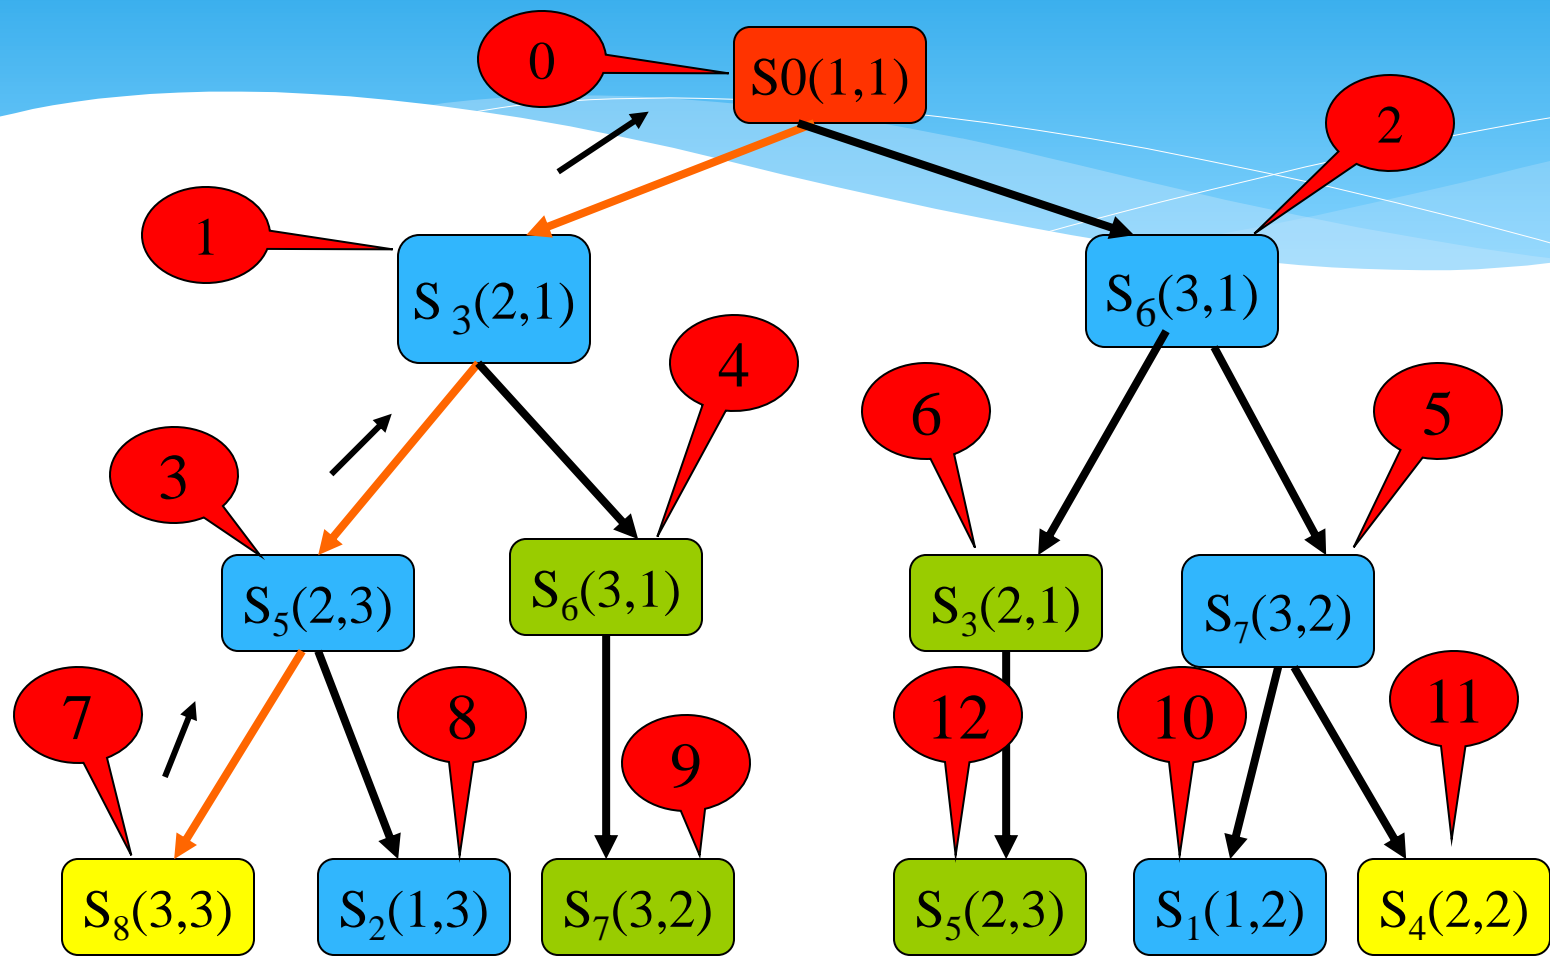 0
S0(1,1)
2
1
S 3(2,1)
S6(3,1)
4
6
5
3
S5(2,3)
S6(3,1)
S3(2,1)
S7(3,2)
7
8
9
12
10
11
S8(3,3)
S2(1,3)
S7(3,2)
S5(2,3)
S1(1,2)
S4(2,2)